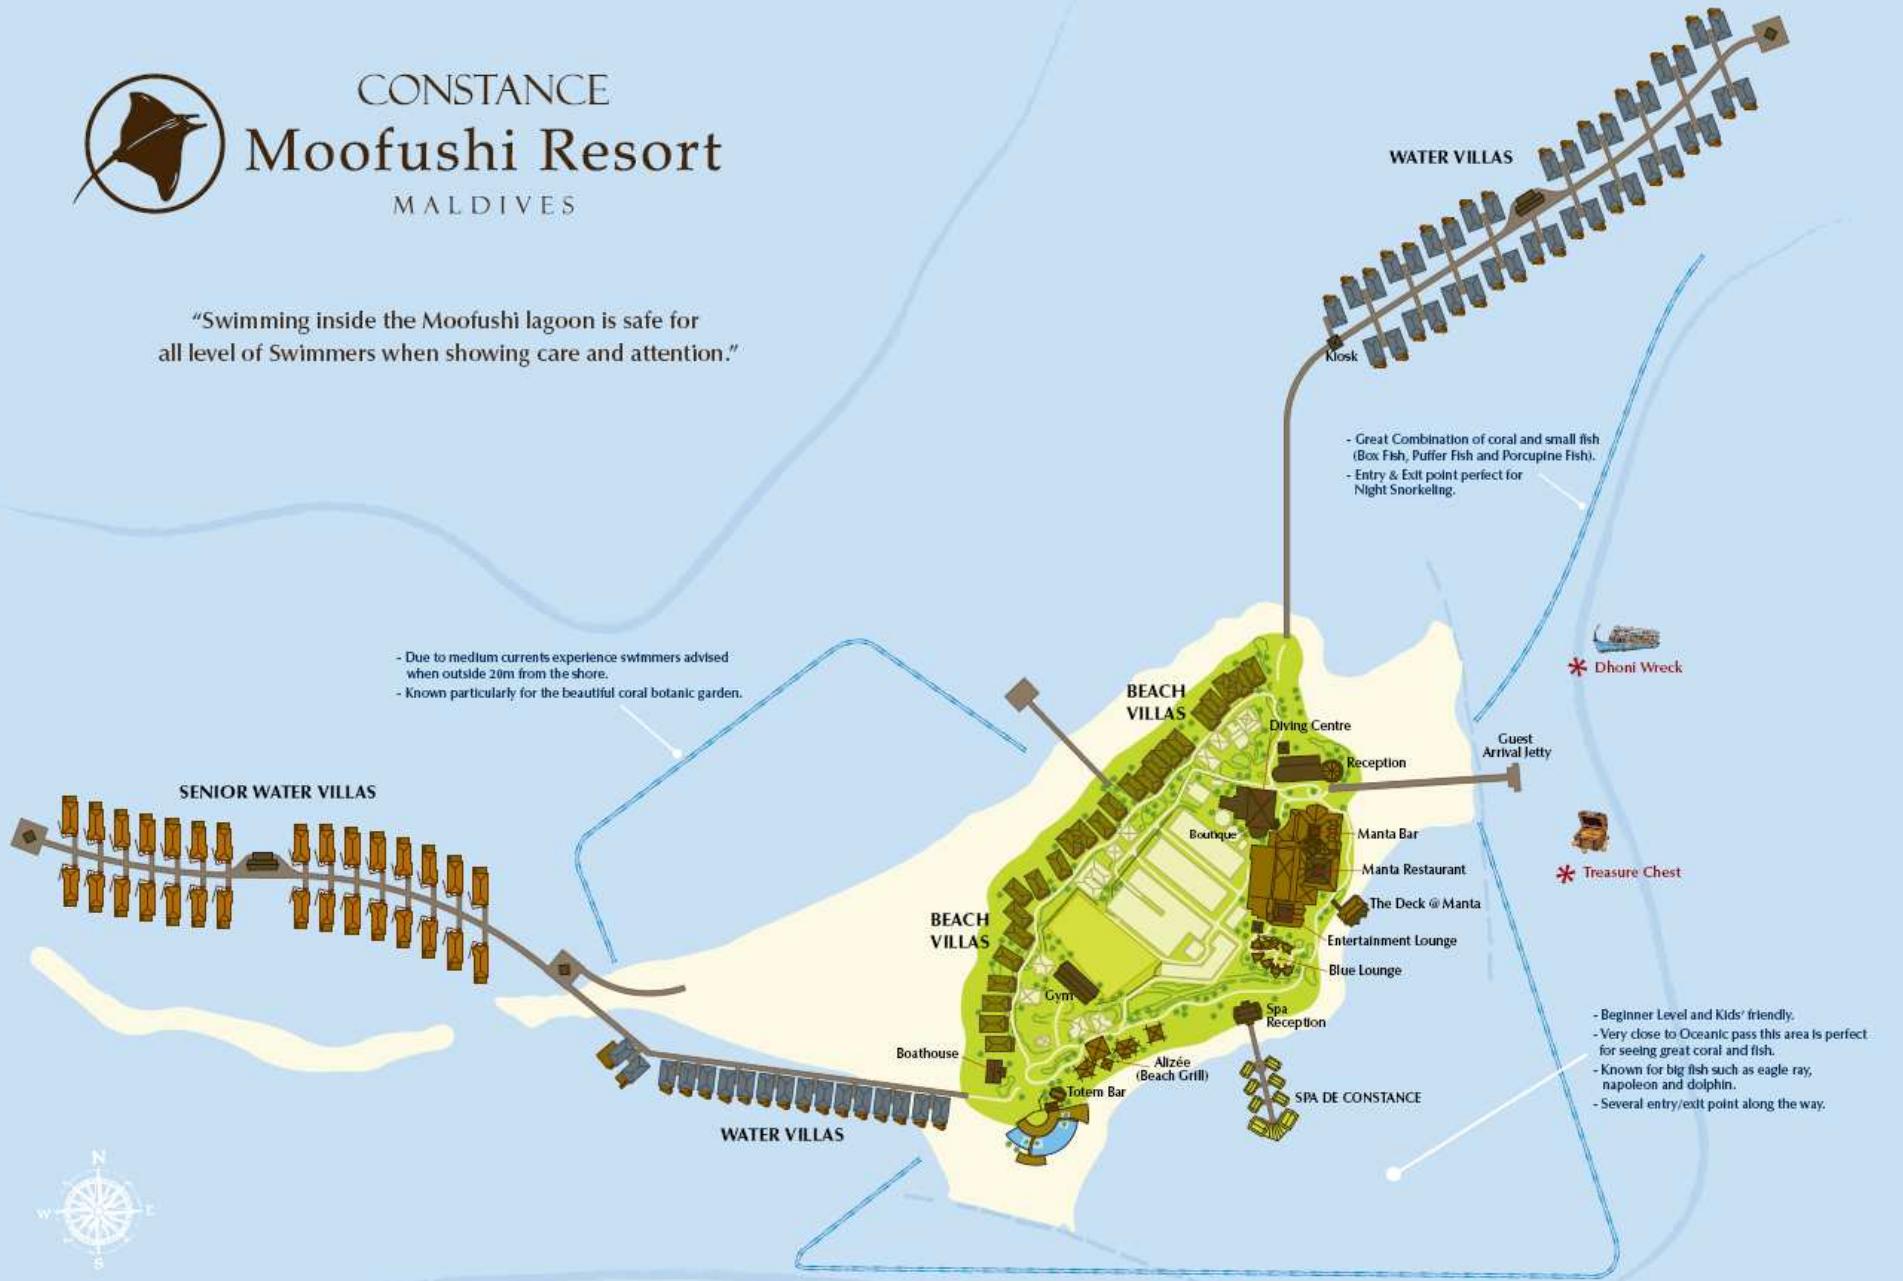 CONSTANCE
Moofushi Resort
MALDIVES
“Swimming inside the Moofushi lagoon is safe for
all level of Swimmers when showing care and attention.”
WATER VILLAS
Kiosk
- Great Combination of coral and small fish
(Box Fish, Puffer Fish and Porcupine Fish).
- Entry & Exit point perfect for
Night Snorkeling.
- Due to medium currents experience swimmers advised
when outside 20m from the shore.
- Known particularly for the beautiful coral botanic garden.
Dhoni Wreck
BEACH
VILLAS
Diving Centre
Guest
Arrival Jetty
Reception
SENIOR WATER VILLAS
Boutique
Manta Bar
Manta Restaurant
Treasure Chest
The Deck @ Manta
BEACH
VILLAS
Entertainment Lounge
Blue Lounge
Gym
Spa
Reception
- Beginner Level and Kids’ friendly.
- Very close to Oceanic pass this area is perfect
for seeing great coral and fish.
- Known for big fish such as eagle ray,
napoleon and dolphin.
- Several entry/exit point along the way.
Boathouse
Alizée
(Beach Grill)
Totem Bar
SPA DE CONSTANCE
WATER VILLAS
N
W
E
S